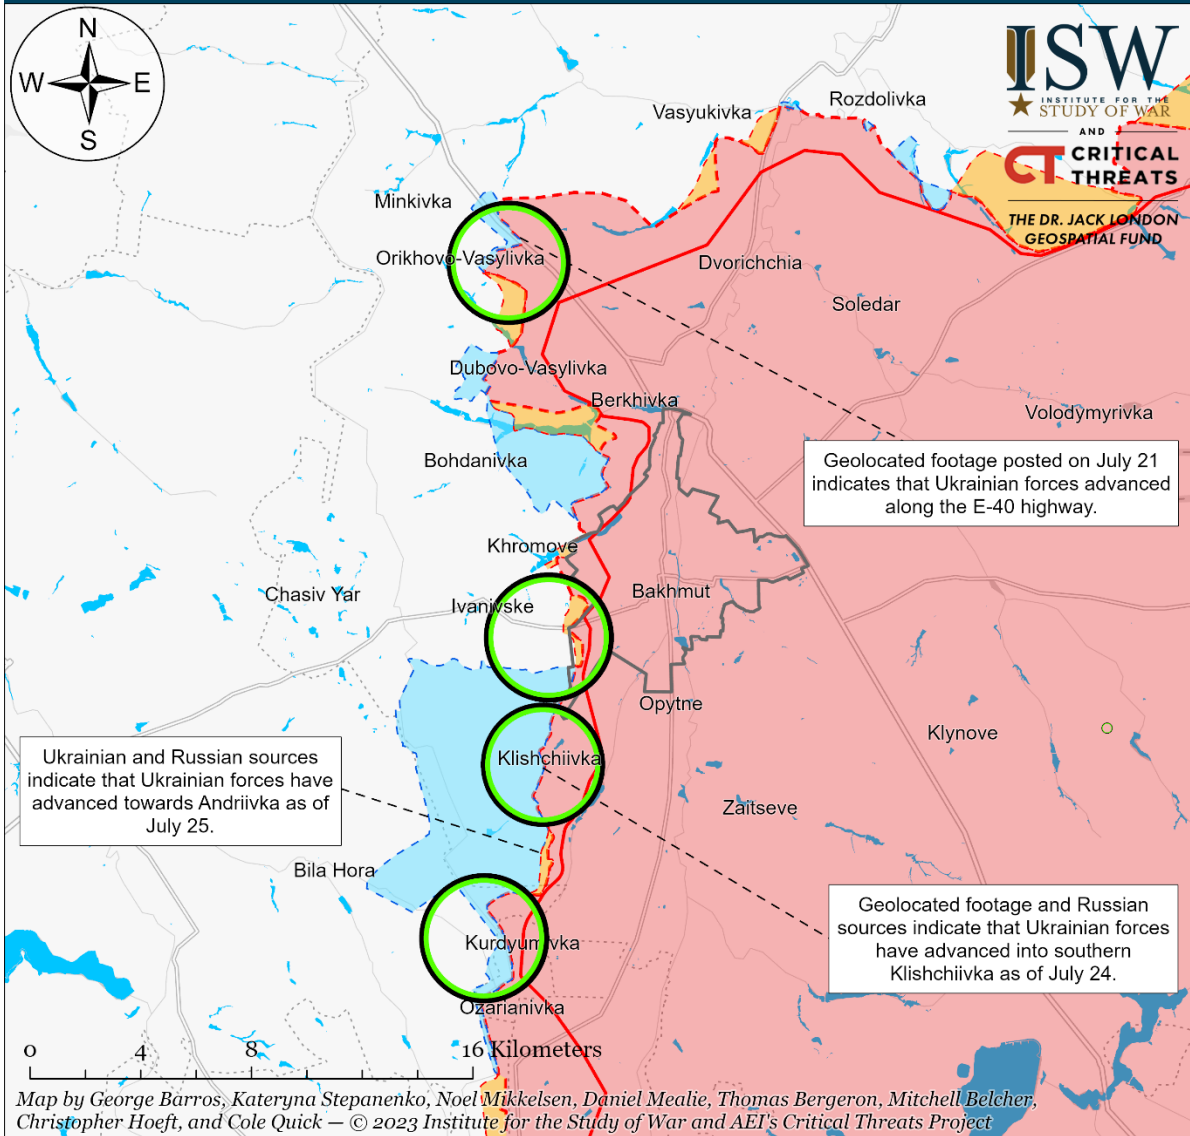 N
W E
S
ISW
INSTITUTE FOR THE
STUDY OF WAR
AND
CT CRITICAL
THREATS
THE DR. JACK LONDON
GEOSPATIAL FUND
Vasyukivka
Rozdolivka
Minkivka
Orikhovo-Vasylivka
Dvorichchia
Soledar
Dubovo-Vasylivka
Berkhivka
Volodymyrivka
Bohdanivka
Geolocated footage posted on July 21
indicates that Ukrainian forces advanced
along the E-40 highway.
Khromove
Chasiv Yar
Ivanivske
Bakhmut
Opytne
Klynove
Klishchiivka
Ukrainian and Russian sources
indicate that Ukrainian forces have
advanced towards Andriivka as of
July 25.
Zaitseve
Bila Hora
Geolocated footage and Russian
sources indicate that Ukrainian forces
have advanced into southern
Klishchiivka as of July 24.
Kurdyumivka
Ozarianivka
0 4 8 16 Kilometers
Map by George Barros, Kateryna Stepanenko, Noel Mikkelsen, Daniel Mealie, Thomas Bergeron, Mitchell Belcher,
Christopher Hoeft, and Cole Quick — © 2023 Institute for the Study of War and AEI's Critical Threats Project